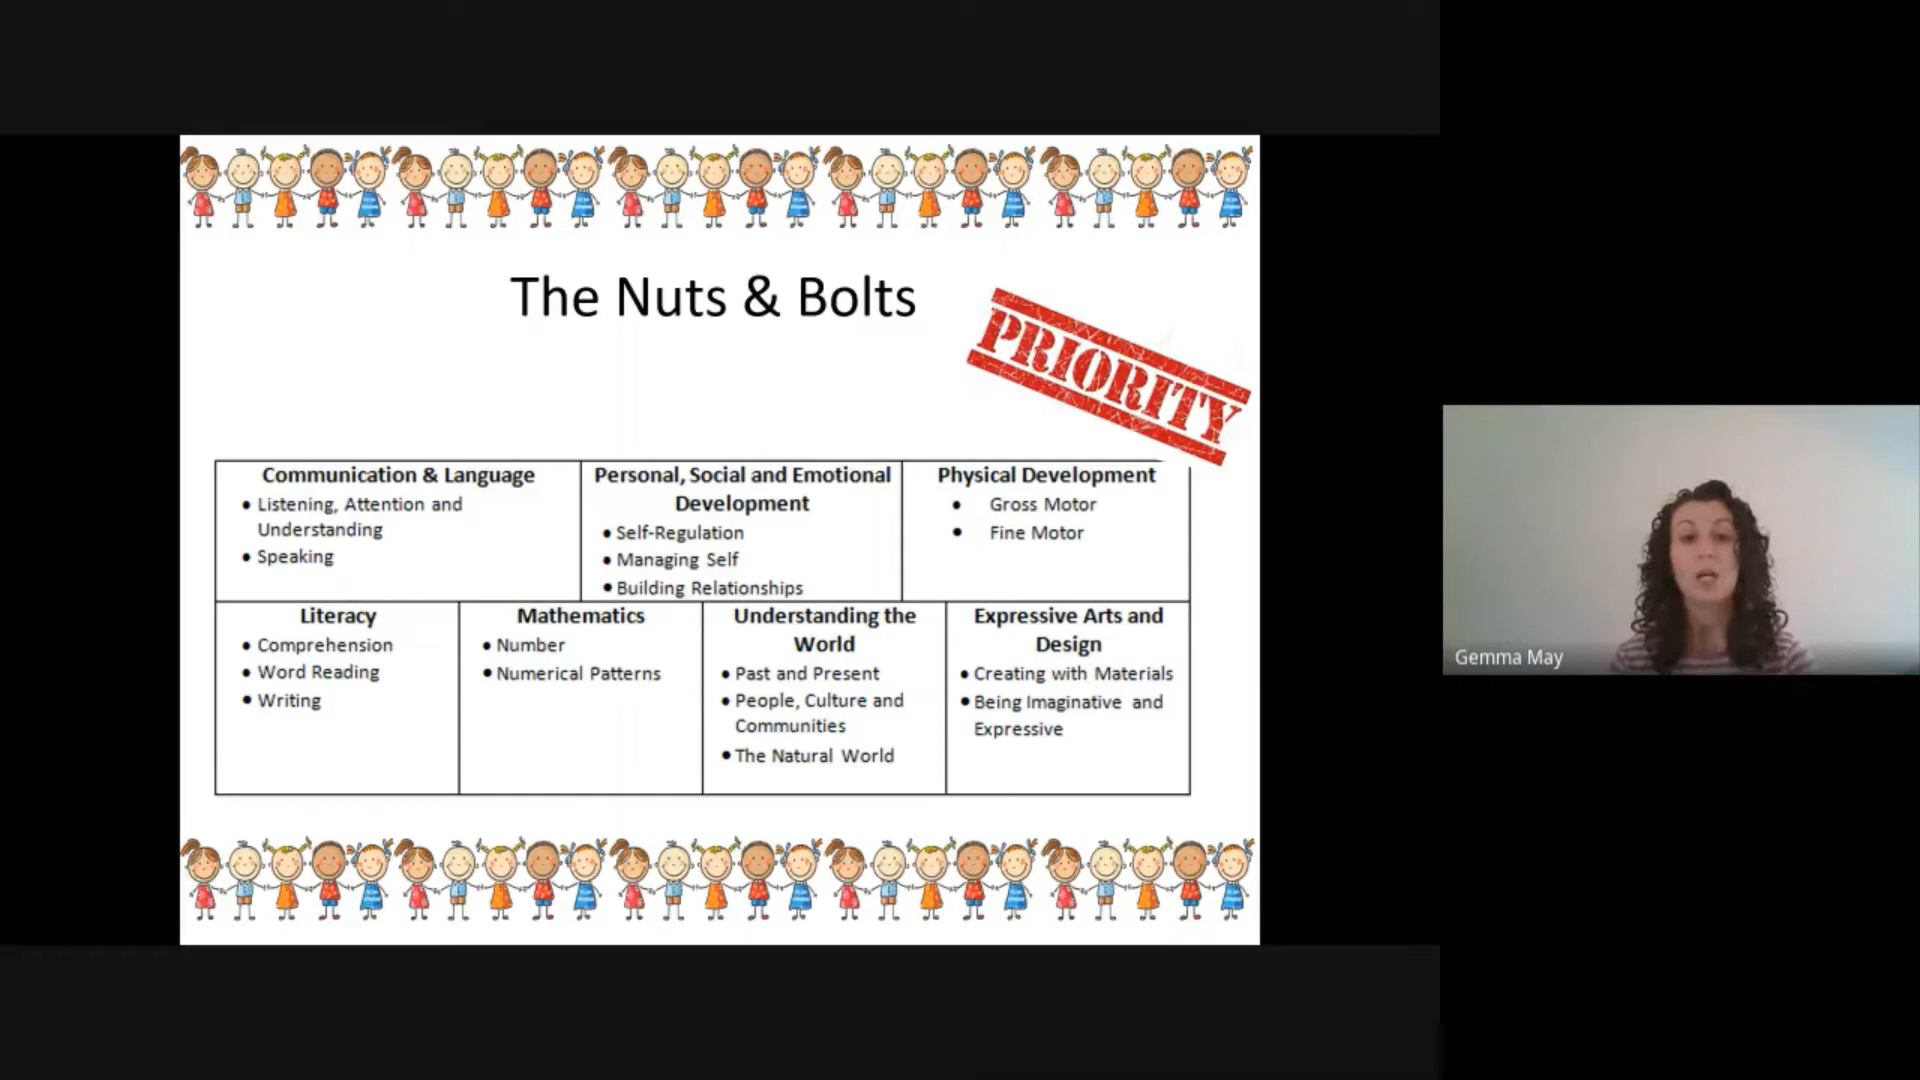 The Nuts & Bolts
PRIORITY
Communication & Language
• Listening, Attention and
Understanding
• Speaking
Personal, Social and Emotional
Development
• Self-Regulation
• Managing Self
• Building Relationships
Physical Development
• Gross Motor
• Fine Motor
Literacy
• Comprehension
• Word Reading
• Writing
Mathematics
• Number
• Numerical Patterns
Understanding the
World
• Past and Present
• People, Culture and
Communities
• The Natural World
Expressive Arts and
Design
• Creating with Materials
• Being Imaginative and
Expressive
Gemma May